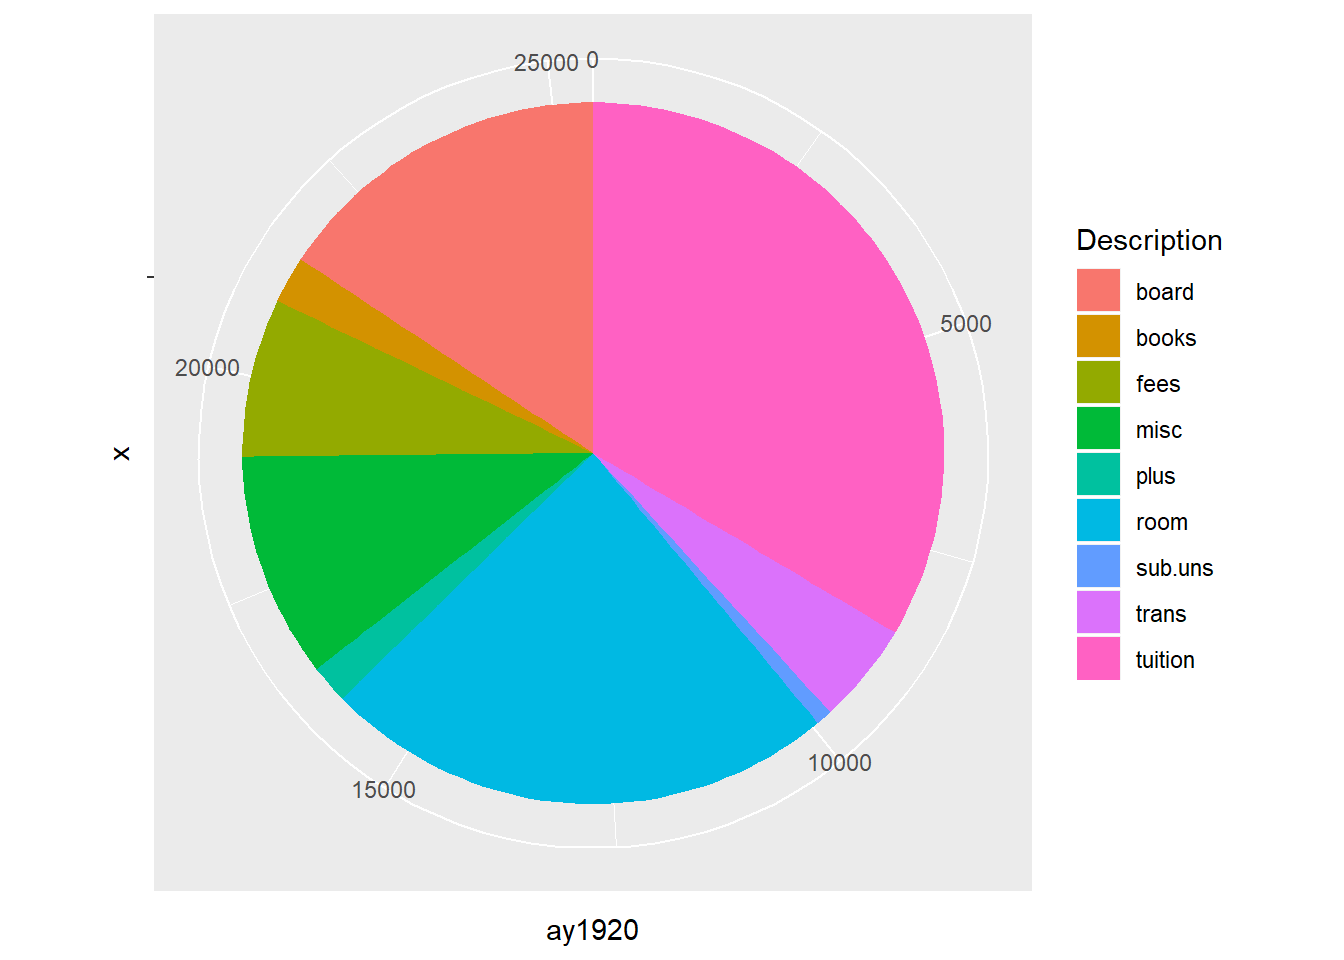 25000
0
5000
20000
10000
15000
x
ay1920
Description
board
books
fees
misc
plus
room
sub.uns
trans
tuition